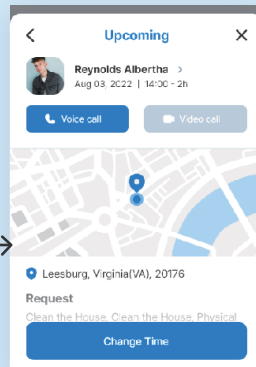 Upcoming
Reynolds Albertha
Aug 03, 2022 | 14:00 - 2h
Voice call
Video call
Leesburg, Virginia(VA), 20176
Request
Clean the House, Clean the House, Physical
Change Time